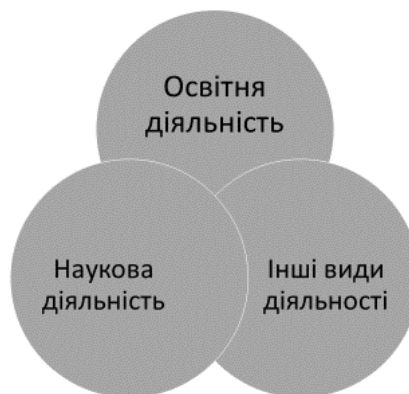 Освітня
діяльність
Наукова
діяльність
Інші види
діяльності